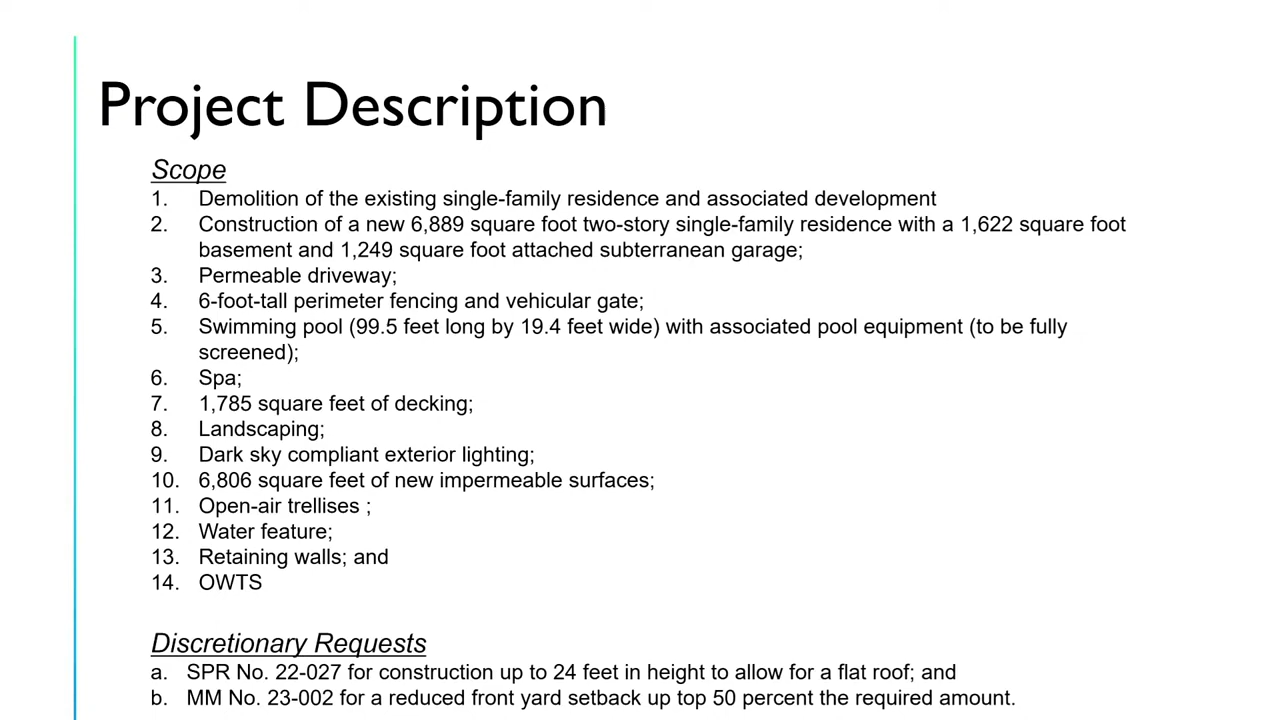 Project Description
Scope
1. Demolition of the existing single-family residence and associated development
2. Construction of a new 6,889 square foot two-story single-family residence with a 1,622 square foot
basement and 1,249 square foot attached subterranean garage;
3. Permeable driveway;
4. 6-foot-tall perimeter fencing and vehicular gate;
5. Swimming pool (99.5 feet long by 19.4 feet wide) with associated pool equipment (to be fully
screened);
6. Spa;
7. 1,785 square feet of decking;
8. Landscaping;
9. Dark sky compliant exterior lighting;
10. 6,806 square feet of new impermeable surfaces;
11. Open-air trellises ;
12. Water feature;
13. Retaining walls; and
14. OWTS
Discretionary Requests
a. SPR No. 22-027 for construction up to 24 feet in height to allow for a flat roof; and
b. MM No. 23-002 for a reduced front yard setback up top 50 percent the required amount.